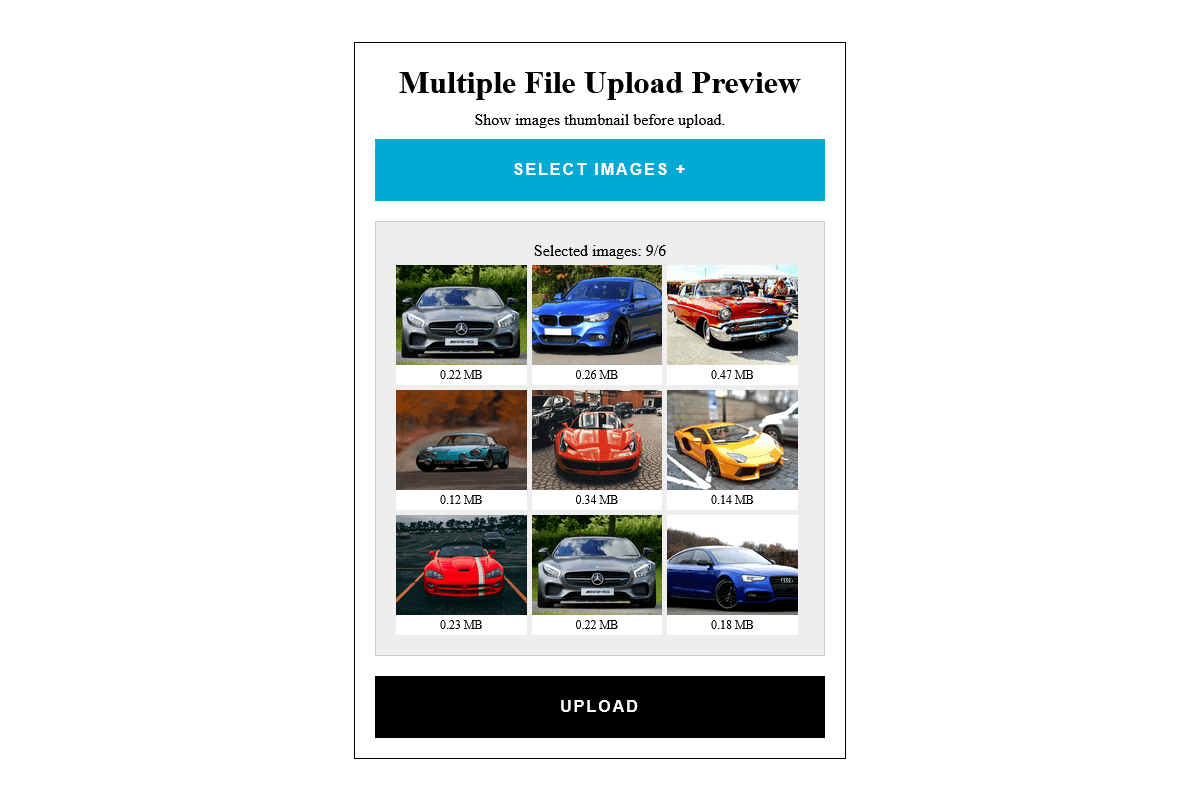 Multiple File Upload Preview
Show images thumbnail before upload.
SELECT IMAGES +
Selected images: 9/6
0.22 MB
0.26 MB
0.47 MB
0.12 MB
0.34 MB
0.14 MB
0.23 MB
0.22 MB
0.18 MB
UPLOAD